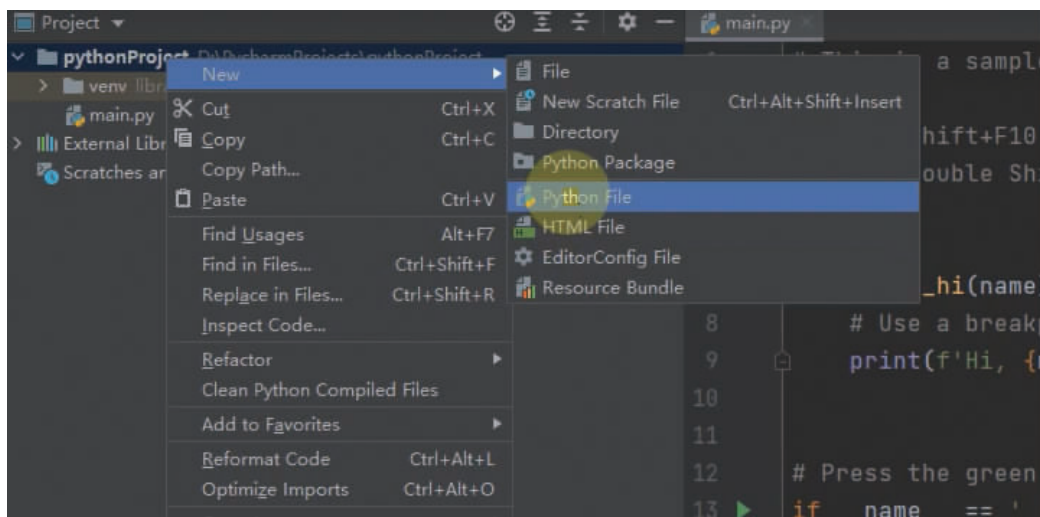 Project
main.py
pythonProject D:\PycharmProjects\pythonProject
venv
main.py
External
Scratches
New
Cut Ctrl+X
Copy Ctrl+C
Copy Path...
Paste Ctrl+V
Find Usages Alt+F7
Find in Files... Ctrl+Shift+F
Replace in Files... Ctrl+Shift+R
Inspect Code...
Refactor
Clean Python Compiled Files
Add to Favorites
Reformat Code Ctrl+Alt+L
Optimize Imports Ctrl+Alt+O
File
New Scratch File Ctrl+Alt+Shift+Insert
Directory
Python Package
Python File
HTML File
EditorConfig File
Resource Bundle
a sampl
hift+F10
ouble Sh
_hi(name
8 # Use a break
9 print(f'Hi, {
10
11
12 # Press the green
13 if __name__ == '